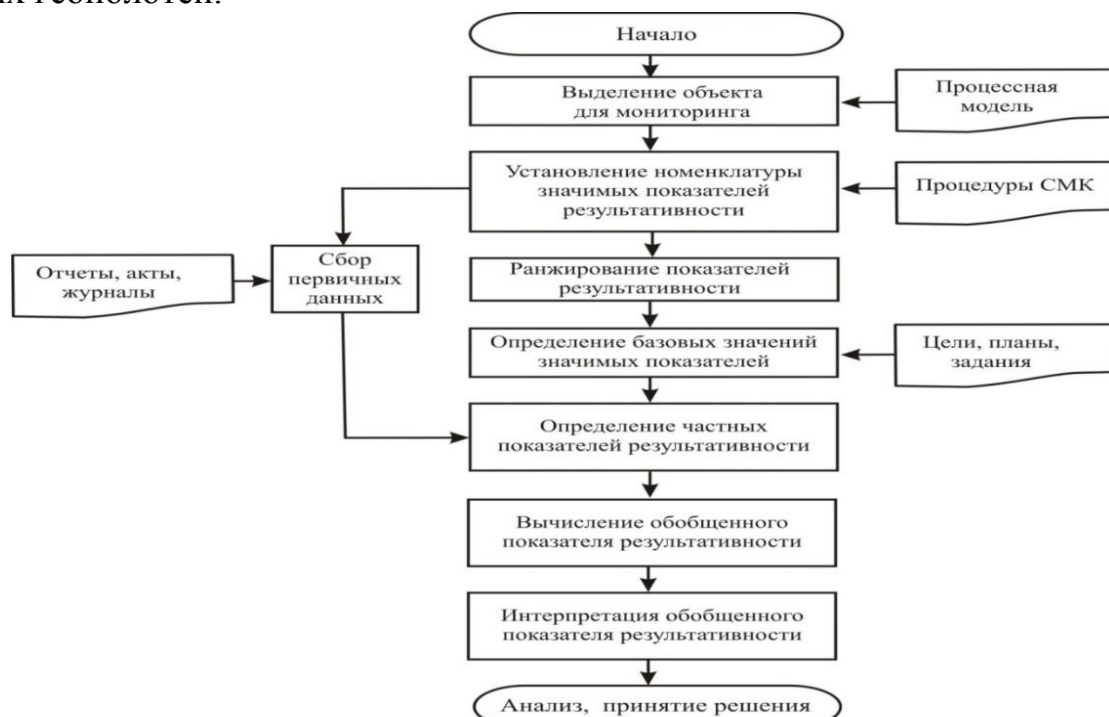 Начало
Выделение объекта
для мониторинга
Процессная
модель
Установление номенклатуры
значимых показателей
результативности
Процедуры СМК
Отчеты, акты,
журналы
Сбор
первичных
данных
Ранжирование показателей
результативности
Определение базовых значений
значимых показателей
Цели, планы,
задания
Определение частных
показателей результативности
Вычисление обобщенного
показателя результативности
Интерпретация обобщенного
показателя результативности
Анализ, принятие решения